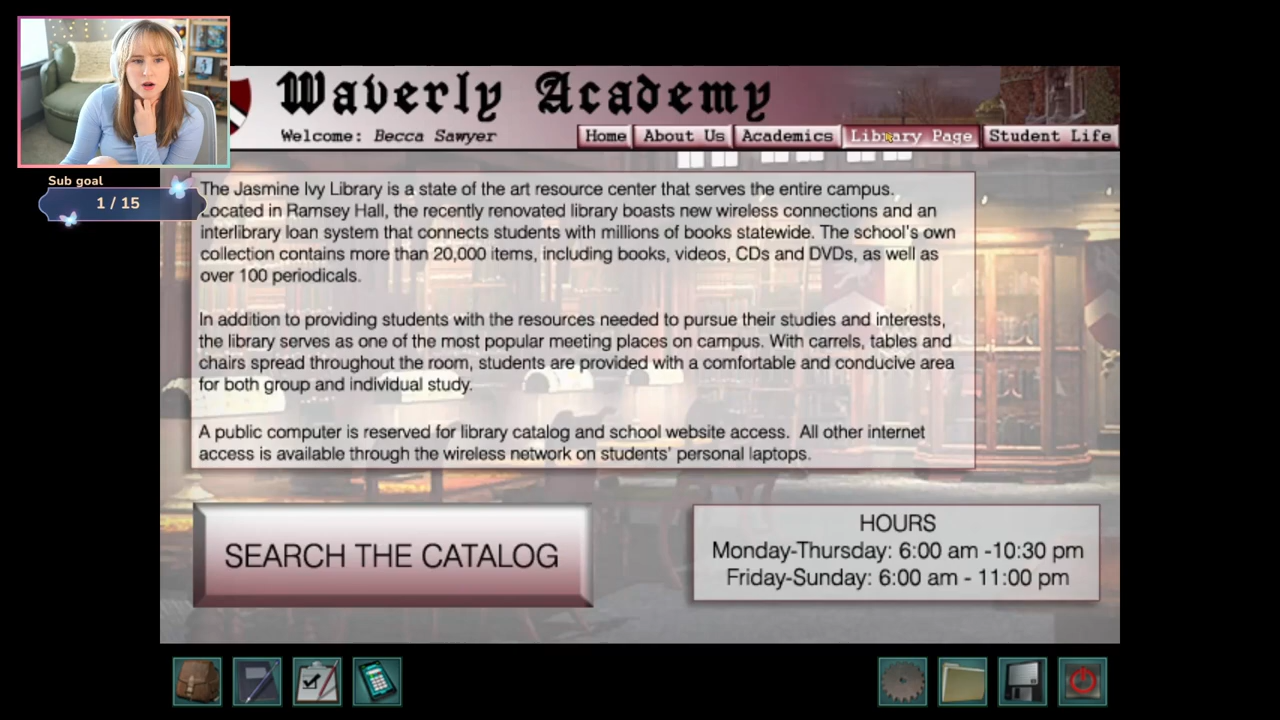 Waverly Academy
Welcome: Becca Sawyer
Home
About Us
Academics
Library Page
Student Life
Sub goal
1 / 15
The Jasmine Ivy Library is a state of the art resource center that serves the entire campus.
Located in Ramsey Hall, the recently renovated library boasts new wireless connections and an
interlibrary loan system that connects students with millions of books statewide. The school's own
collection contains more than 20,000 items, including books, videos, CDs and DVDs, as well as
over 100 periodicals.
In addition to providing students with the resources needed to pursue their studies and interests,
the library serves as one of the most popular meeting places on campus. With carrels, tables and
chairs spread throughout the room, students are provided with a comfortable and conducive area
for both group and individual study.
A public computer is reserved for library catalog and school website access. All other internet
access is available through the wireless network on students' personal laptops.
SEARCH THE CATALOG
HOURS
Monday-Thursday: 6:00 am -10:30 pm
Friday-Sunday: 6:00 am - 11:00 pm